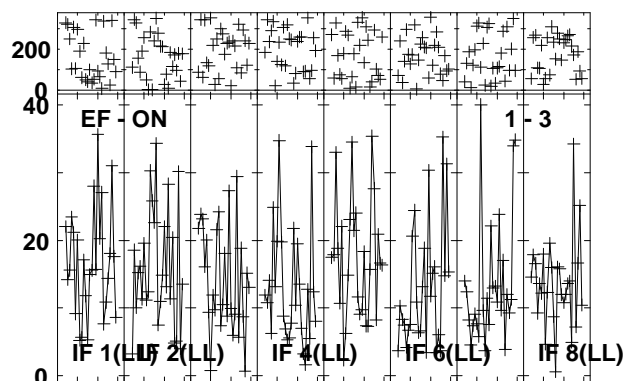 200
0
40
EF - ON 1 - 3
20
IF 1(LL) IF 2(LL) IF 4(LL) IF 6(LL) IF 8(LL)
0